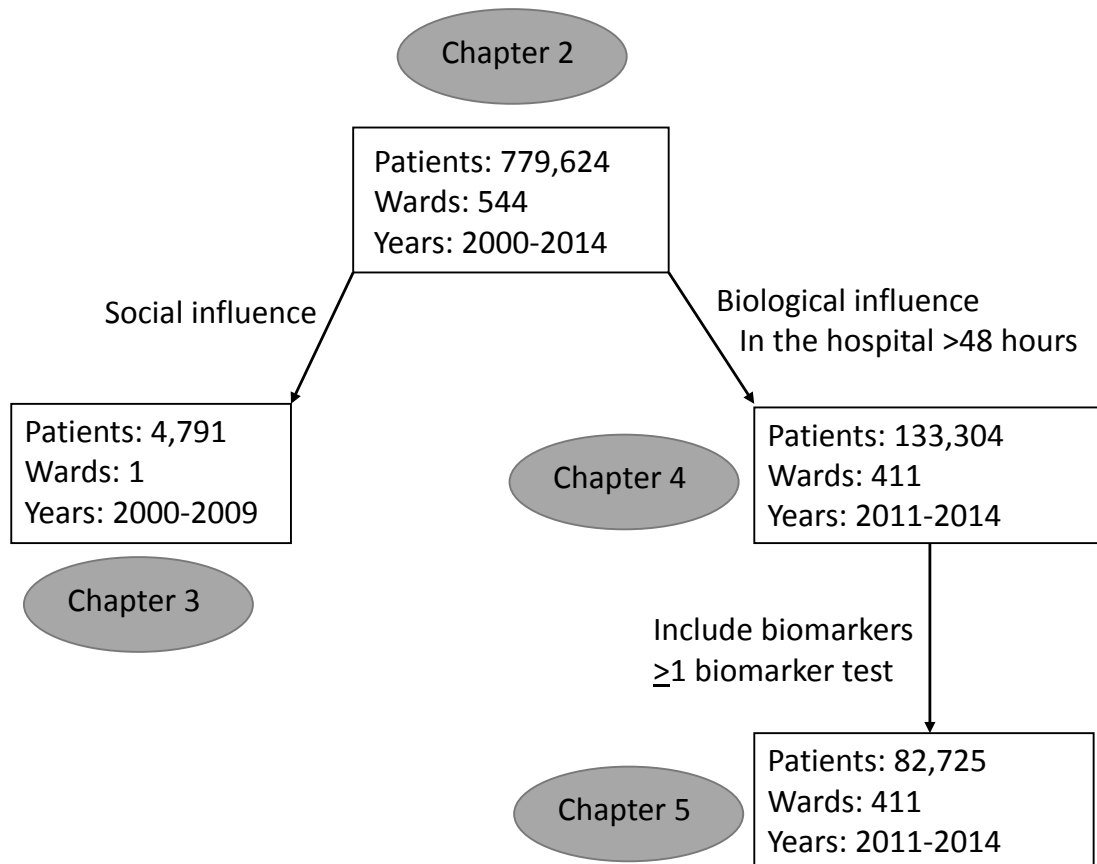 Chapter 2
Patients: 779,624
Wards: 544
Years: 2000-2014
Social influence
Biological influence
In the hospital >48 hours
Patients: 4,791
Wards: 1
Years: 2000-2009
Chapter 3
Chapter 4
Patients: 133,304
Wards: 411
Years: 2011-2014
Include biomarkers
≥1 biomarker test
Chapter 5
Patients: 82,725
Wards: 411
Years: 2011-2014